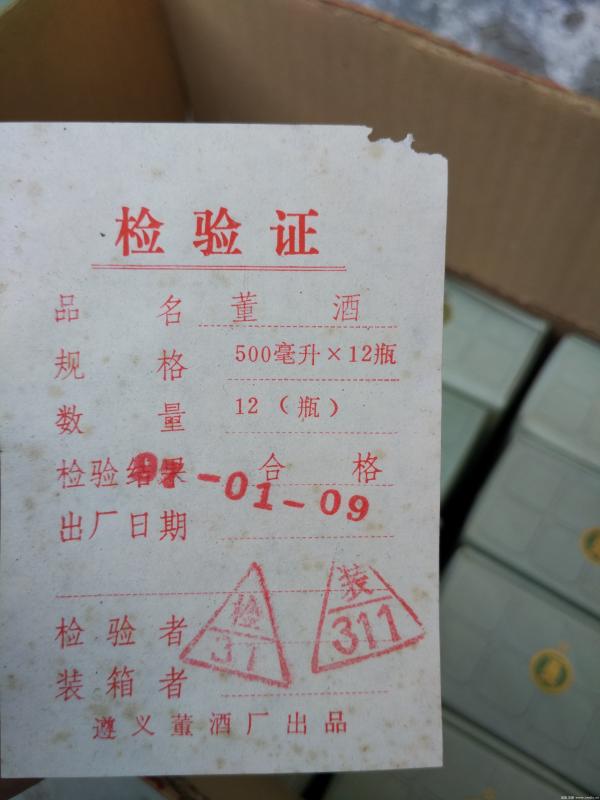 检验证
品名 董酒
规格 500毫升×12瓶
数量 12（瓶）
检验结果 合格
97-01-09
出厂日期
检验者 检 37
装箱者 装 311
遵义董酒厂出品